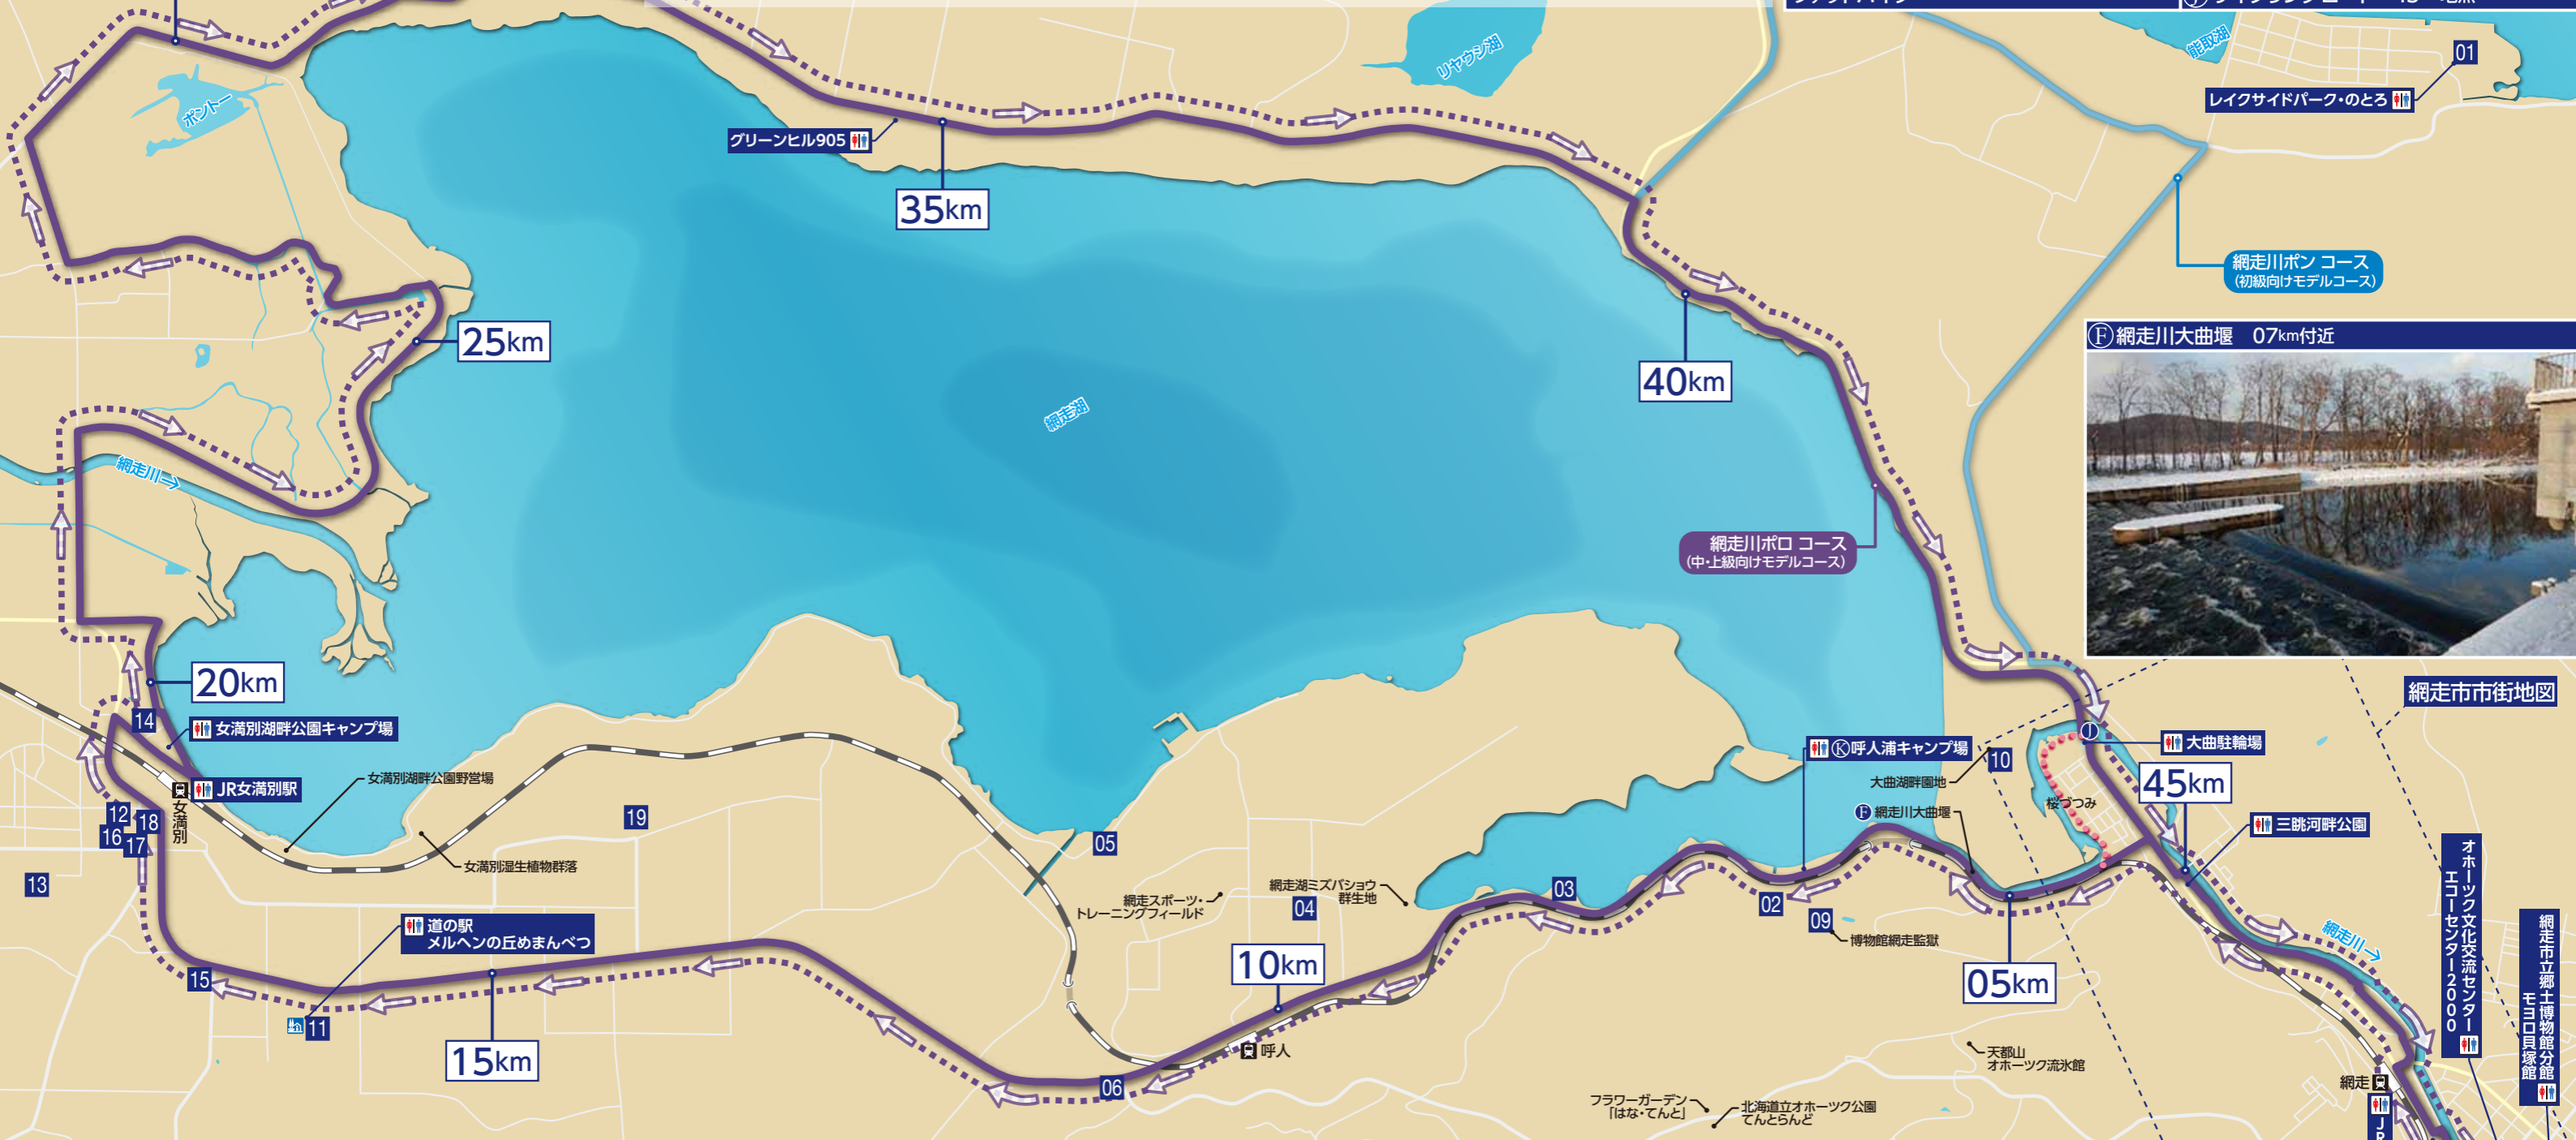 能取湖
01
レイクサイドパーク・のとろ
リヤウシ湖
ポントー
グリーンヒル905
35km
網走川ポン コース
(初級向けモデルコース)
Ⓕ網走川大曲堰 07km付近
25km
40km
網走湖
網走川→
網走川ポロ コース
(中・上級向けモデルコース)
20km
網走市市街地図
14
女満別湖畔公園キャンプ場
JR女満別駅
女満別
女満別湖畔公園野営場
女満別湿生植物群落
12
18
16
17
13
19
05
Ⓚ呼人浦キャンプ場
10
大曲湖畔園地
Ⓕ 網走川大曲堰
Ⓙ
大曲駐輪場
桜づつみ
45km
三眺河畔公園
道の駅
メルヘンの丘めまんべつ
15
11
15km
網走スポーツ・
トレーニングフィールド
網走湖ミズバショウ
群生地
04
03
02
09
博物館網走監獄
10km
05km
呼人
06
網走川→
オホーツク文化交流センター
エコーセンター2000
網走市立郷土博物館分館
モヨロ貝塚館
天都山
オホーツク流氷館
フラワーガーデン
「はな・てんと」
北海道立オホーツク公園
てんとらんど
網走